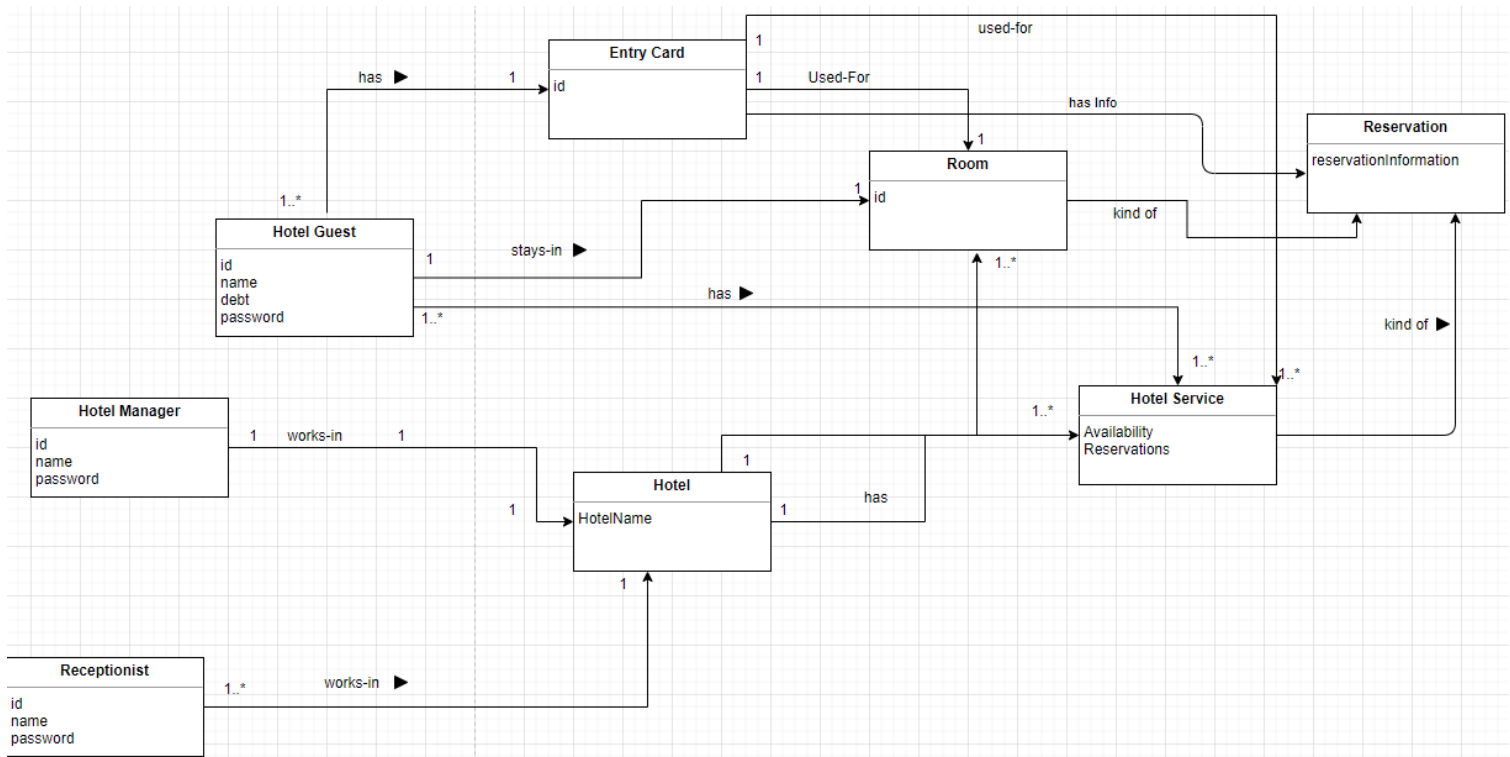 used-for
1
Entry Card
has
1
id
1
Used-For
has Info
Reservation
reservationInformation
1
Room
id
1
1..*
kind of
Hotel Guest
id
name
debt
password
1
stays-in
1..*
has
1..*
kind of
1..*
1..*
1..*
Hotel Service
Availability
Reservations
Hotel Manager
id
name
password
1
works-in
1
1
1
Hotel
HotelName
1
has
1
Receptionist
id
name
password
1..*
works-in